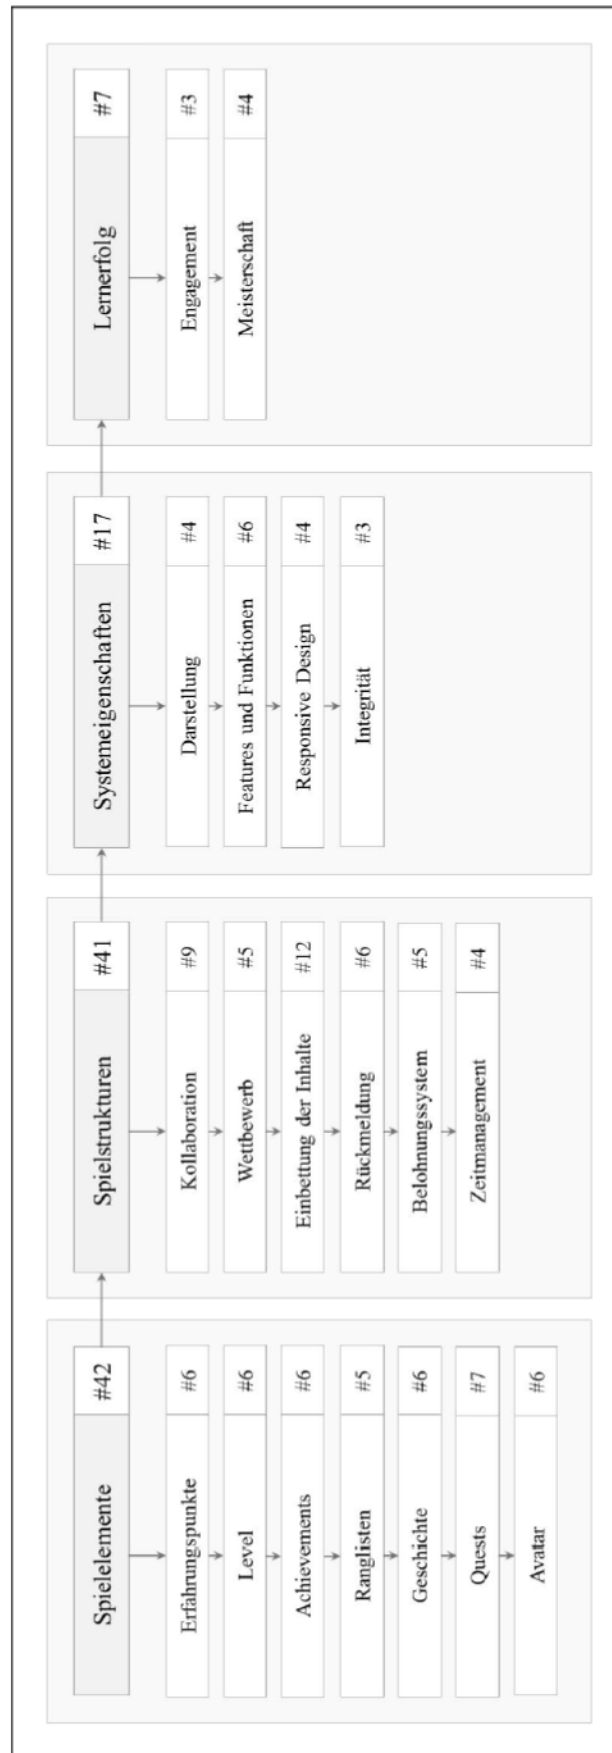 Spielelemente #42
Erfahrungspunkte #6
Level #6
Achievements #6
Ranglisten #5
Geschichte #6
Quests #7
Avatar #6
Spielstrukturen #41
Kollaboration #9
Wettbewerb #5
Einbettung der Inhalte #12
Rückmeldung #6
Belohnungssystem #5
Zeitmanagement #4
Systemeigenschaften #17
Darstellung #4
Features und Funktionen #6
Responsive Design #4
Integrität #3
Lernerfolg #7
Engagement #3
Meisterschaft #4